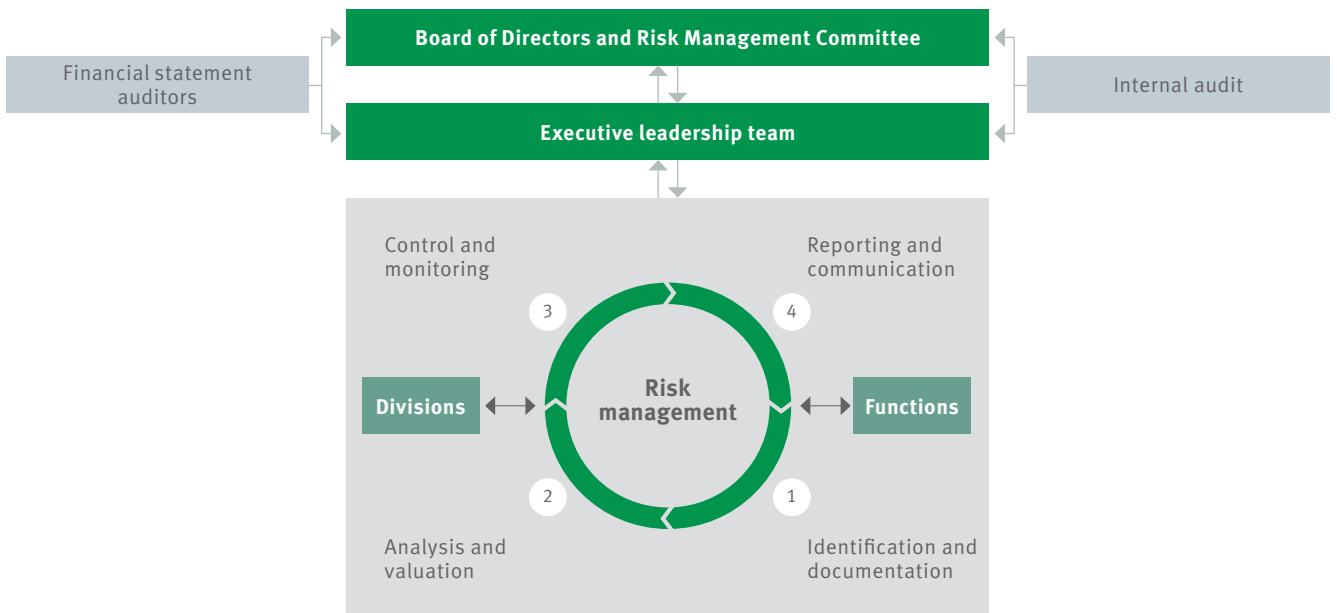 Board of Directors and Risk Management Committee
Financial statement
auditors
Internal audit
Executive leadership team
Control and
monitoring
Reporting and
communication
3
4
Divisions
Risk
management
Functions
2
1
Analysis and
valuation
Identification and
documentation